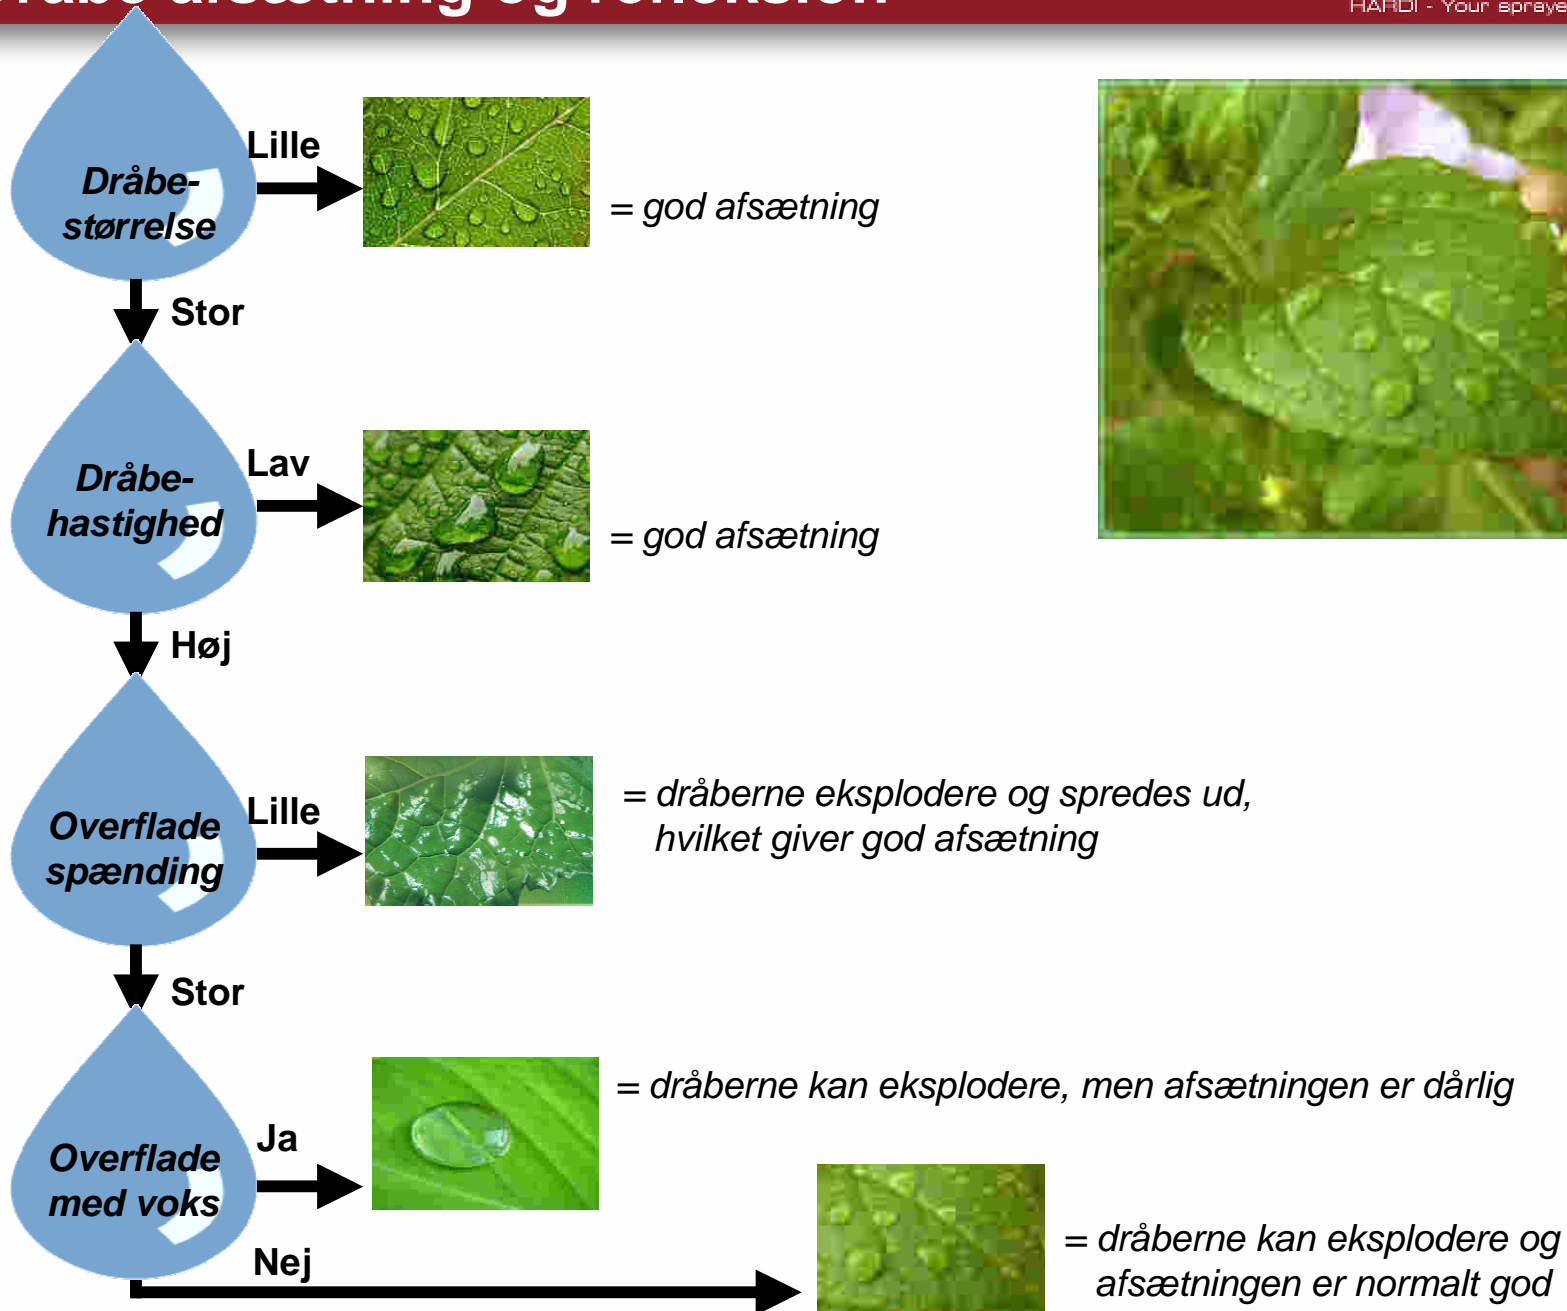 afsætning og
HARDI - Your spraye
Lille
Dråbe-
størrelse
= god afsætning
Stor
Lav
Dråbe-
hastighed
= god afsætning
Høj
Lille
Overflade
spænding
= dråberne eksplodere og spredes ud,
hvilket giver god afsætning
Stor
= dråberne kan eksplodere, men afsætningen er dårlig
Ja
Overflade
med voks
Nej
= dråberne kan eksplodere og
afsætningen er normalt god